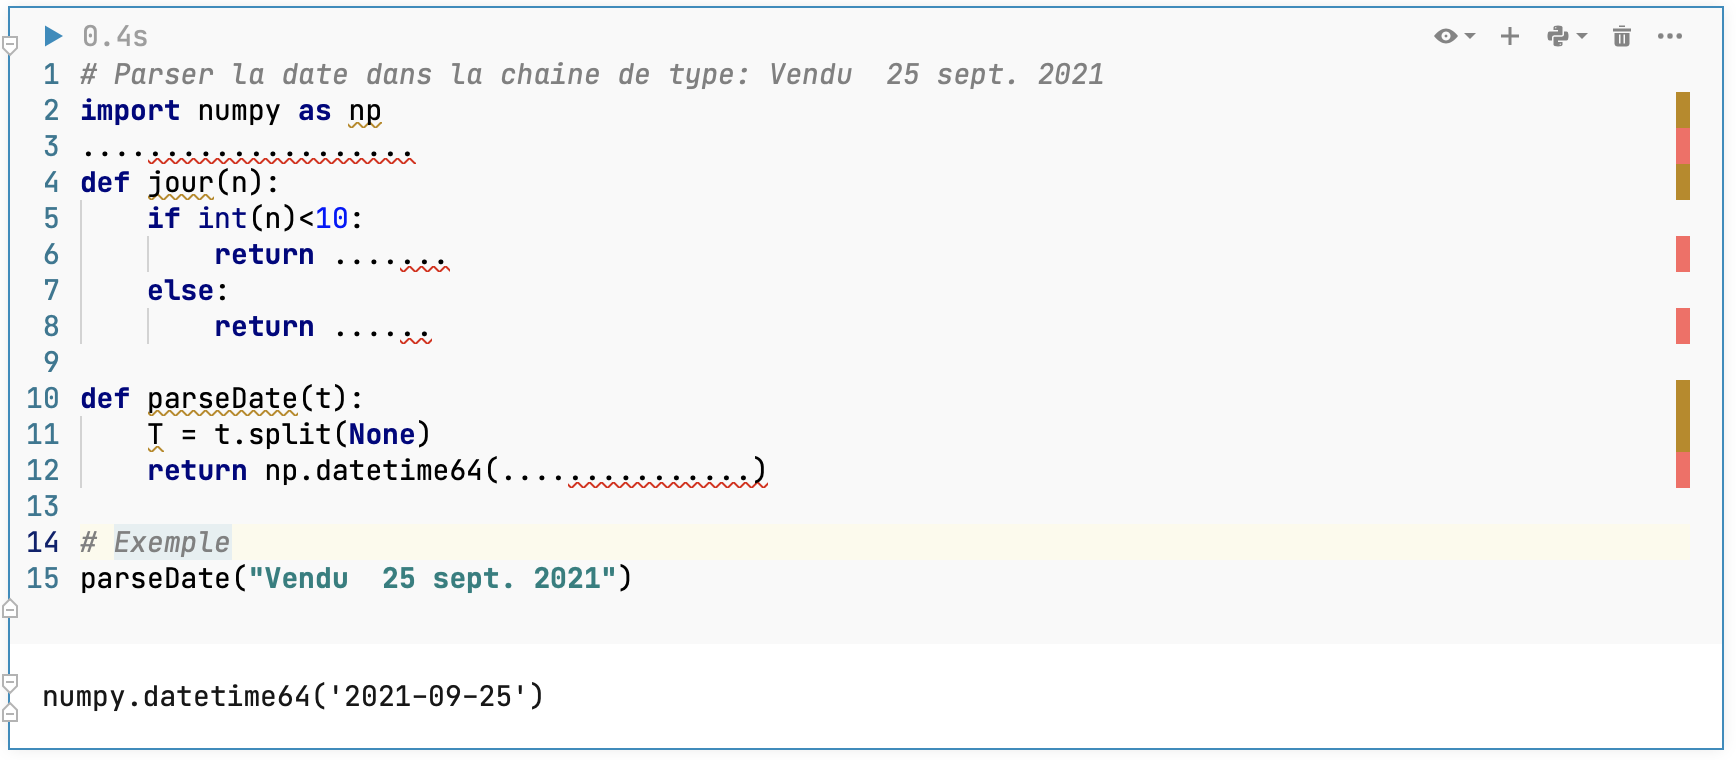 0.4s
1 # Parser la date dans la chaine de type: Vendu  25 sept. 2021
2 import numpy as np
3 ....................
4 def jour(n):
5     if int(n)<10:
6         return .......
7     else:
8         return ......
9
10 def parseDate(t):
11     T = t.split(None)
12     return np.datetime64(...............)
13
14 # Exemple
15 parseDate("Vendu  25 sept. 2021")
numpy.datetime64('2021-09-25')